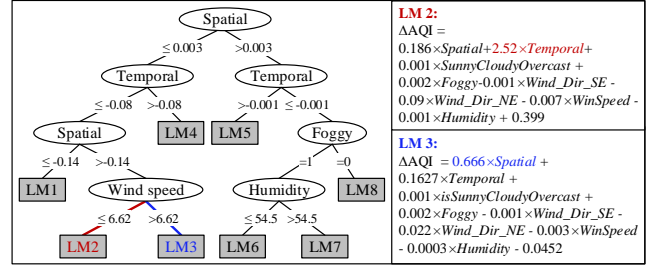 Spatial
≤ 0.003 >0.003
Temporal Temporal
≤ -0.08 >-0.08 >-0.001 ≤ -0.001
Spatial LM4 LM5 Foggy
≤ -0.14 >-0.14 =1 =0
LM1 Wind speed Humidity LM8
≤ 6.62 >6.62 ≤ 54.5 >54.5
LM2 LM3 LM6 LM7
LM 2:
ΔAQI =
0.186×Spatial+2.52×Temporal+
0.001×SunnyCloudyOvercast +
0.002×Foggy-0.001×Wind_Dir_SE -
0.09×Wind_Dir_NE - 0.007×WinSpeed -
0.001×Humidity + 0.399
LM 3:
ΔAQI = 0.666×Spatial +
0.1627×Temporal +
0.001×isSunnyCloudyOvercast +
0.002×Foggy - 0.001×Wind_Dir_SE -
0.022×Wind_Dir_NE - 0.003×WinSpeed
- 0.0003×Humidity - 0.0452